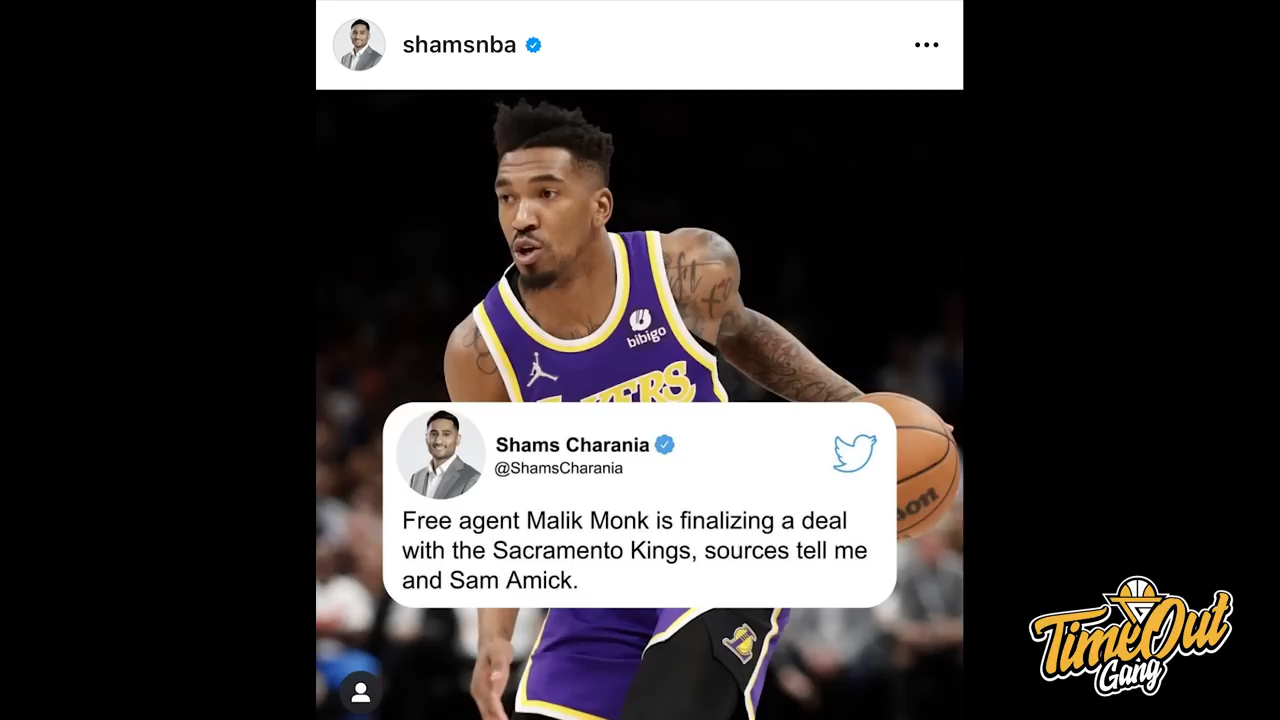 shamsnba
bibigo
LAKERS
Shams Charania
@ShamsCharania
Free agent Malik Monk is finalizing a deal
with the Sacramento Kings, sources tell me
and Sam Amick.
TimeOut
Gang